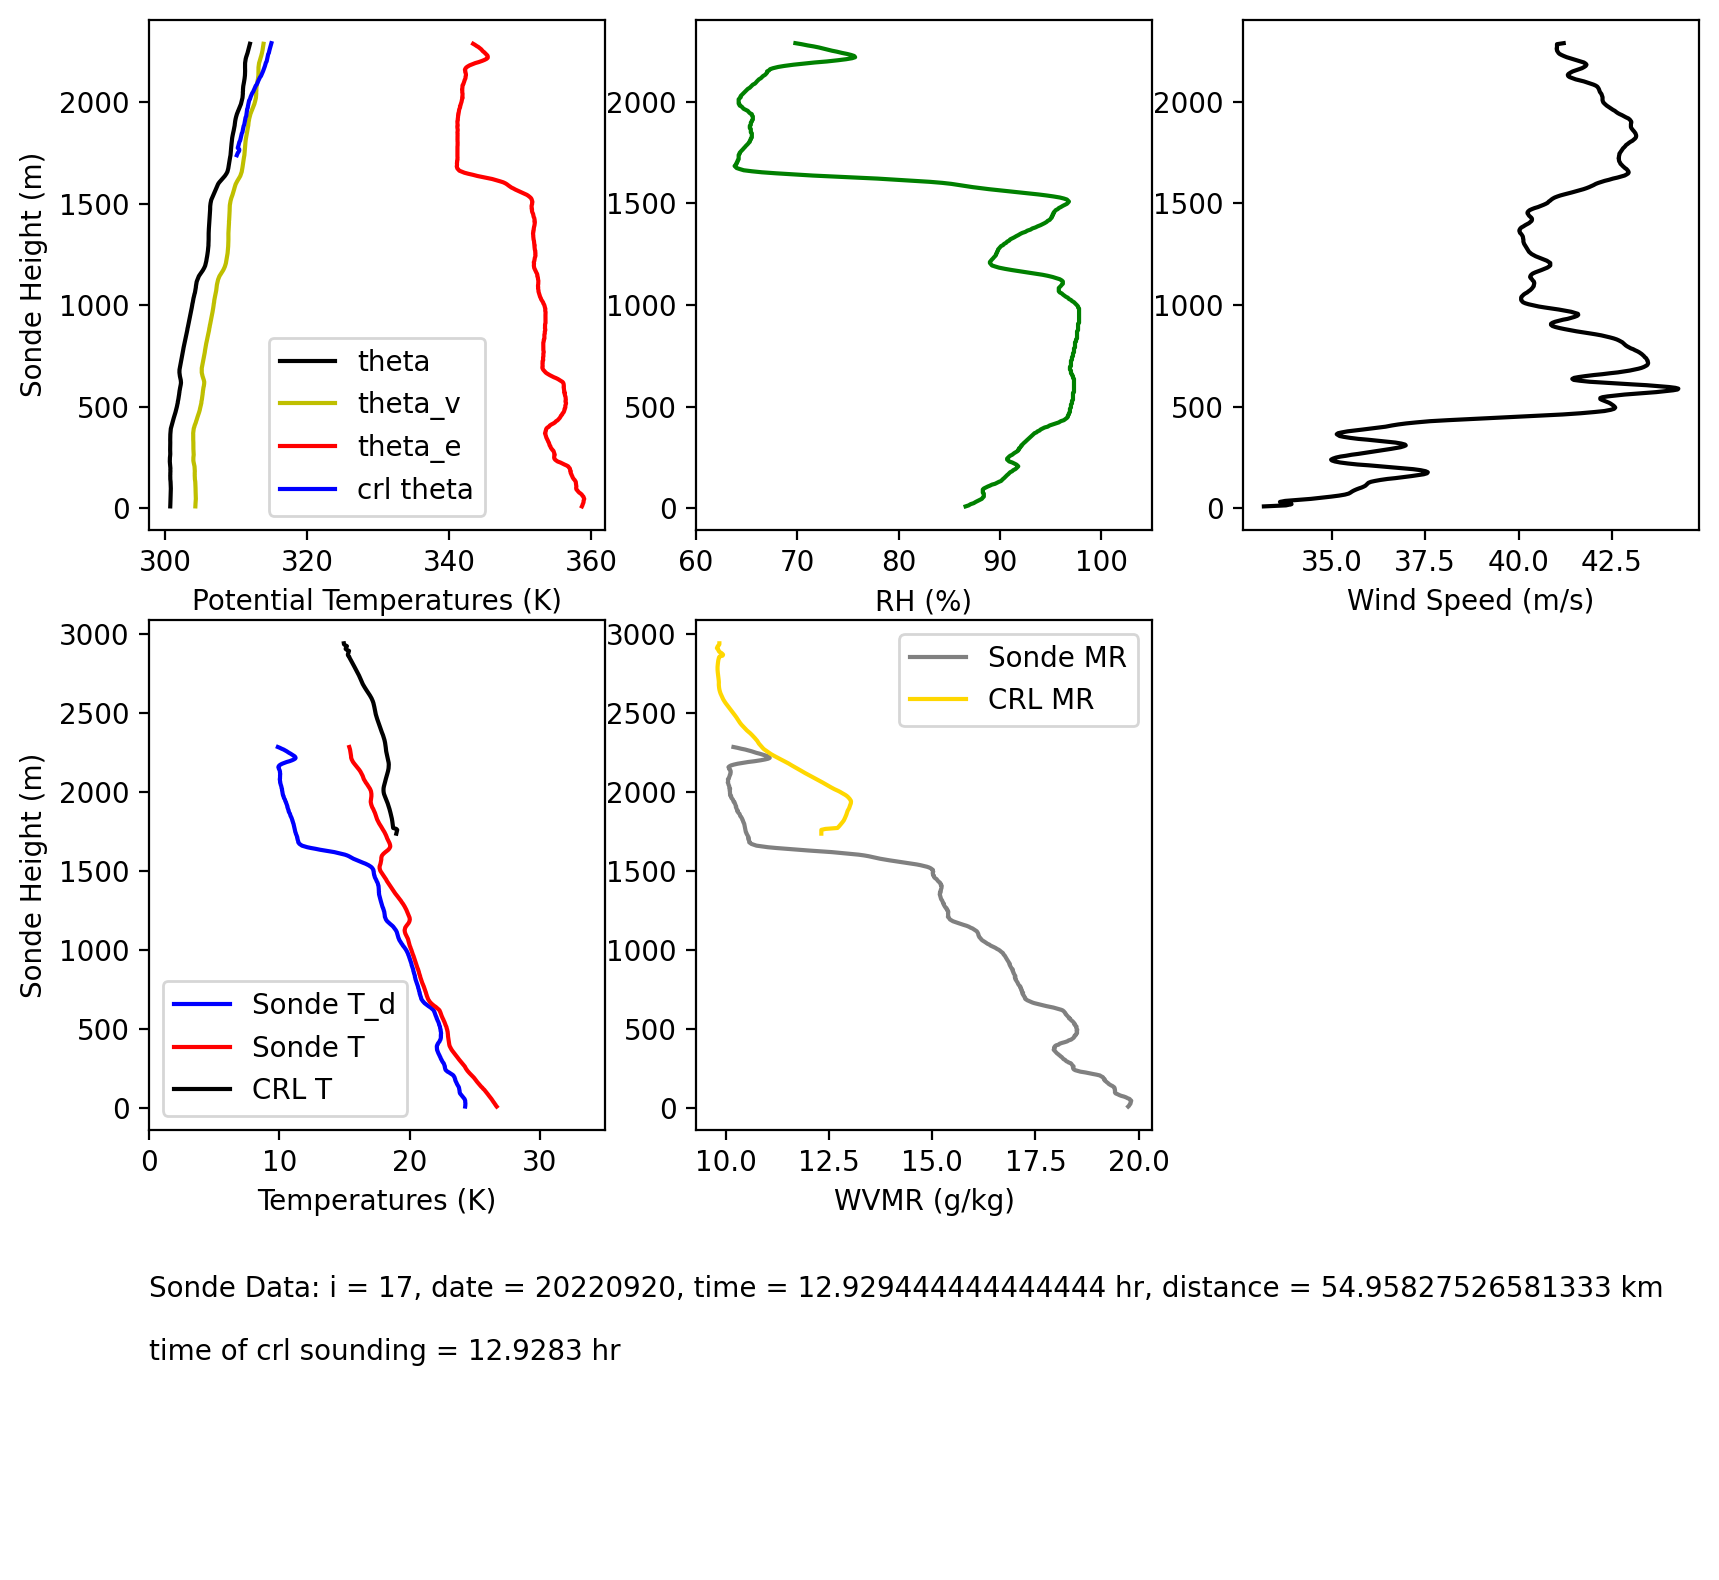 Sonde Height (m)
2000
1500
1000
500
0
theta
theta_v
theta_e
crl theta
300
320
340
360
Potential Temperatures (K)
2000
1500
1000
500
0
60
70
80
90
100
RH (%)
2000
1500
1000
500
0
35.0
37.5
40.0
42.5
Wind Speed (m/s)
Sonde Height (m)
3000
2500
2000
1500
1000
500
0
Sonde T_d
Sonde T
CRL T
0
10
20
30
Temperatures (K)
3000
2500
2000
1500
1000
500
0
Sonde MR
CRL MR
10.0
12.5
15.0
17.5
20.0
WVMR (g/kg)
Sonde Data: i = 17, date = 20220920, time = 12.929444444444444 hr, distance = 54.95827526581333 km
time of crl sounding = 12.9283 hr